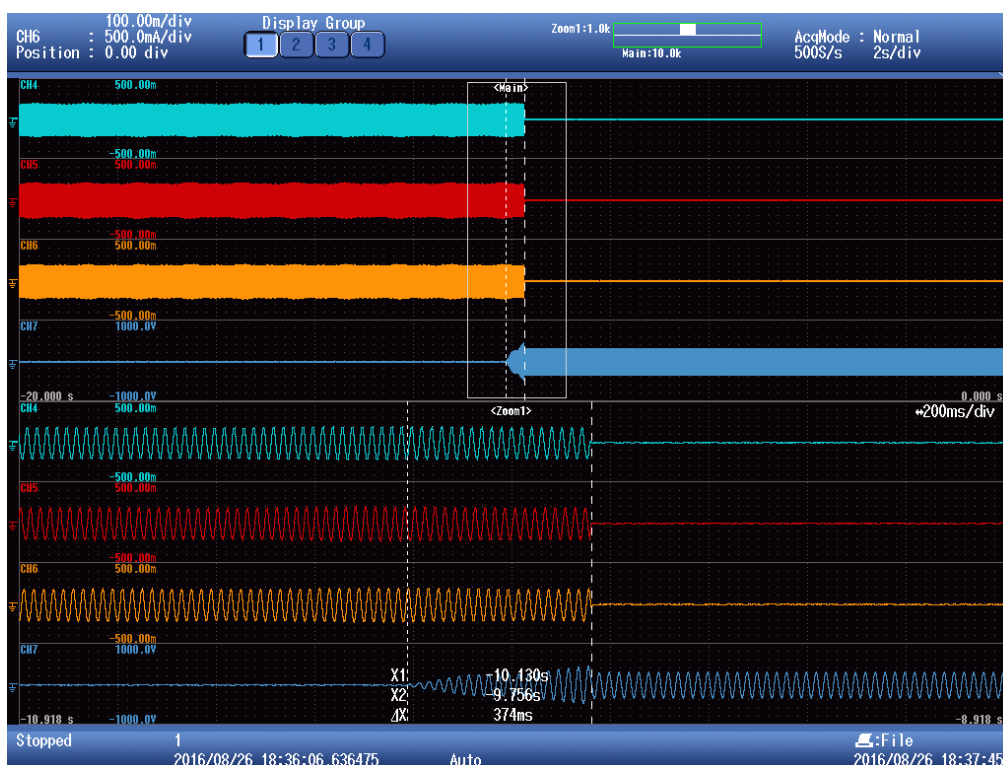 100.00m/div
CH6 : 500.0mA/div
Position : 0.00 div
Display Group
1 2 3 4
Zoom1:1.0k
Main:10.0k
AcqMode : Normal
500S/s 2s/div
CH4 500.00m
<Main>
-500.00m
CH5 500.00m
-500.00m
CH6 500.00m
-500.00m
CH7 1000.0V
-20.000 s -1000.0V 0.000 s
CH4 500.00m <Zoom1> 200ms/div
-500.00m
CH5 500.00m
-500.00m
CH6 500.00m
-500.00m
CH7 1000.0V
X1 -10.130s
X2 -9.756s
ΔX 374ms
-10.918 s -1000.0V -8.918 s
Stopped 1 :File
2016/08/26 18:36:06.636475 Auto 2016/08/26 18:37:45